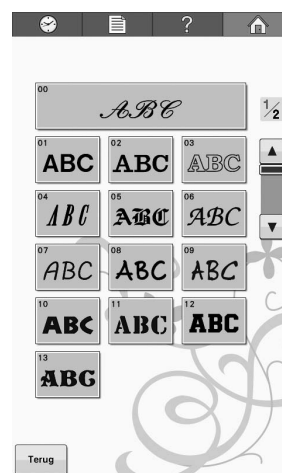 ?
00
ABC
1/2
01 02 03
ABC ABC ABC
04 05 06
ABC ABC ABC
07 08 09
ABC ABC ABC
10 11 12
ABC ABC ABC
13
ABC
Terug